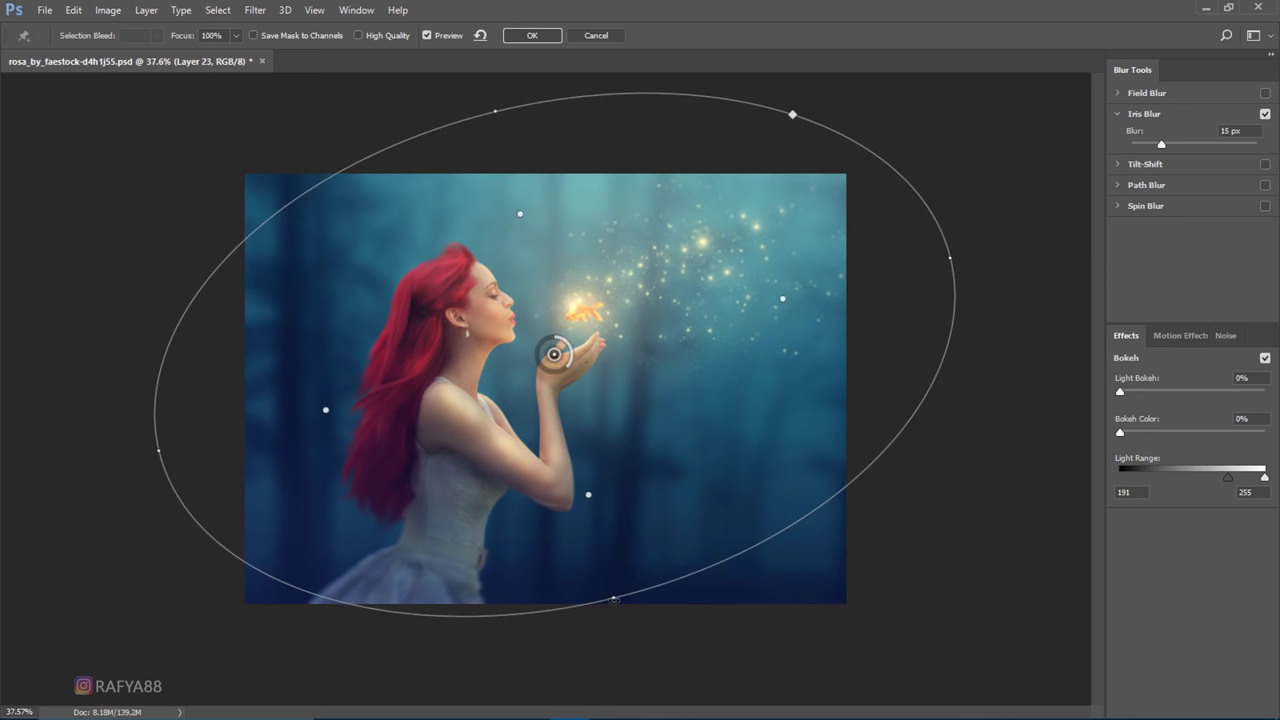 Ps File Edit Image Layer Type Select Filter 3D View Window Help
Selection Bleed: Focus: 100% Save Mask to Channels High Quality Preview OK Cancel
rosa_by_faestock-d4h1j55.psd @ 37.6% (Layer 23, RGB/8) * ×
Blur Tools
Field Blur
Iris Blur
Blur: 15 px
Tilt-Shift
Path Blur
Spin Blur
Effects Motion Effects Noise
Bokeh
Light Bokeh: 0%
Bokeh Color: 0%
Light Range:
191 255
RAFYA88
37.57% Doc: 8.18M/139.2M